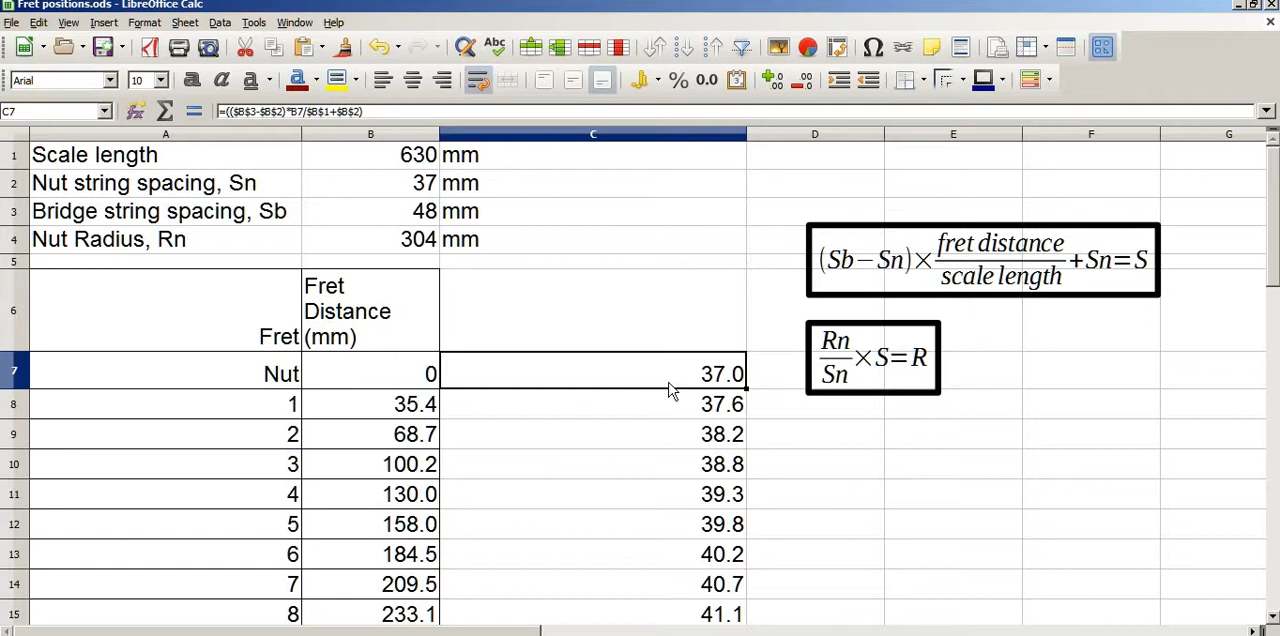 Fret positions.ods - LibreOffice Calc
File Edit View Insert Format Sheet Data Tools Window Help
Arial 10 0.0
C7 =(($B$3-$B$2)*B7/$B$1+$B$2)
A B C D E F G
1 Scale length 630 mm
2 Nut string spacing, Sn 37 mm
3 Bridge string spacing, Sb 48 mm
4 Nut Radius, Rn 304 mm
5
6 Fret Fret Distance (mm)
7 Nut 0 37.0
8 1 35.4 37.6
9 2 68.7 38.2
10 3 100.2 38.8
11 4 130.0 39.3
12 5 158.0 39.8
13 6 184.5 40.2
14 7 209.5 40.7
15 8 233.1 41.1
(Sb−Sn)× fret distance / scale length +Sn=S
Rn / Sn ×S=R